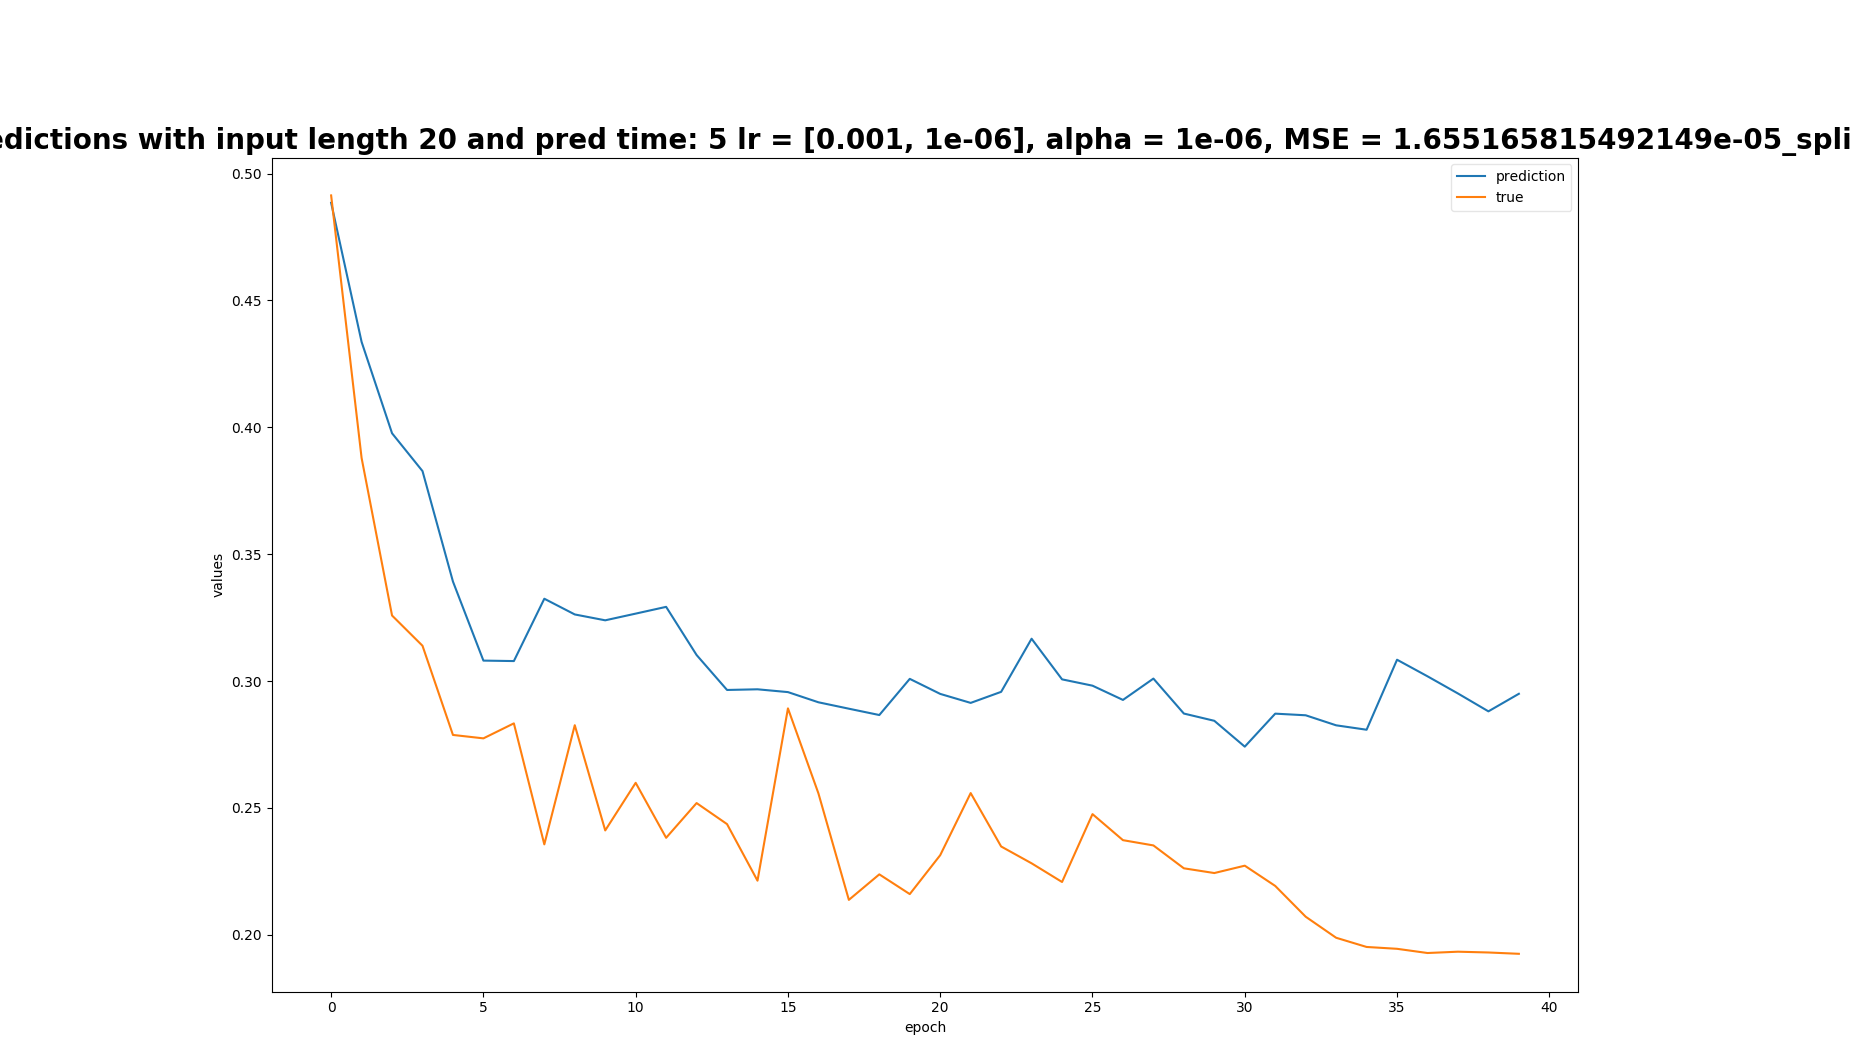 edictions with input length 20 and pred time: 5 lr = [0.001, 1e-06], alpha = 1e-06, MSE = 1.655165815492149e-05_spli
prediction
true
0.50
0.45
0.40
0.35
0.30
0.25
0.20
values
0 5 10 15 20 25 30 35 40
epoch